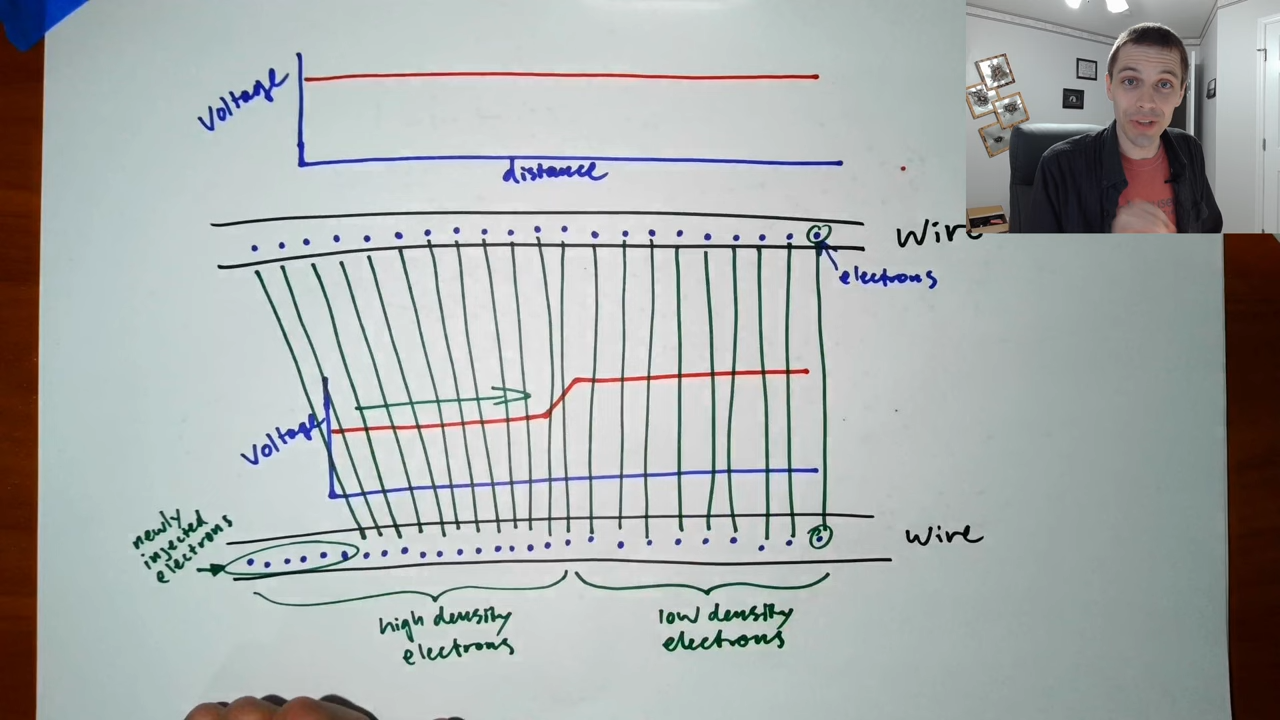 Voltage
distance
Wire
electrons
Voltage
newly
injected
electrons
Wire
high density
electrons
low density
electrons